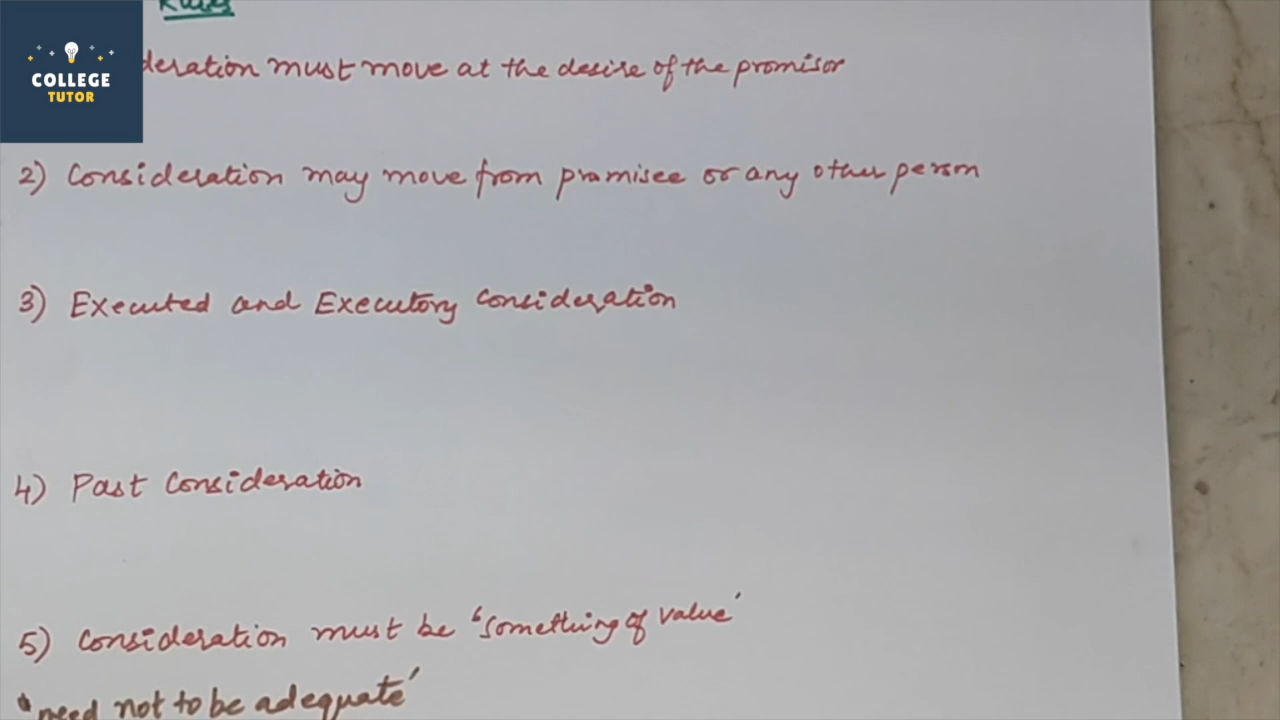 Rules
COLLEGE
TUTOR
deration must move at the desire of the promisor
2) Consideration may move from promisee or any other person
3) Executed and Executory Consideration
4) Past Consideration
5) Consideration must be 'Something of value'
'need not to be adequate'